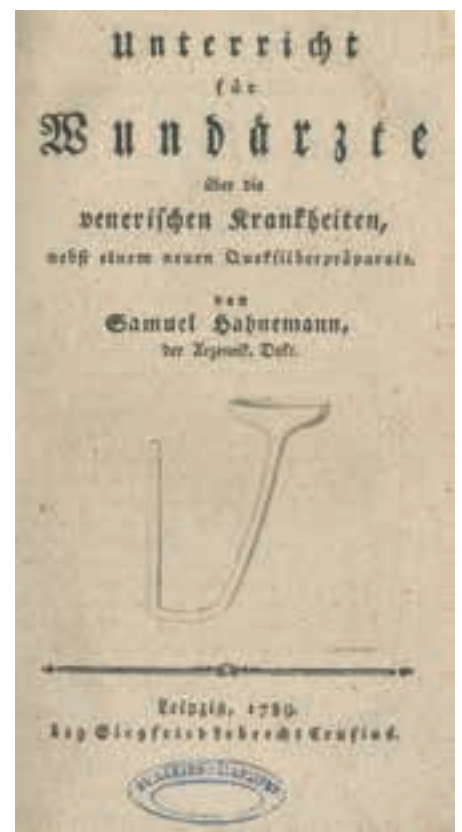 Unterricht
für
Wundärzte
über die
venerischen Krankheiten,
nebst einem neuen Queksilberpräparate.
von
Samuel Hahnemann,
der Arzneik. Dokt.
Leipzig, 1789.
bey Siegfried Lebrecht Crusius.